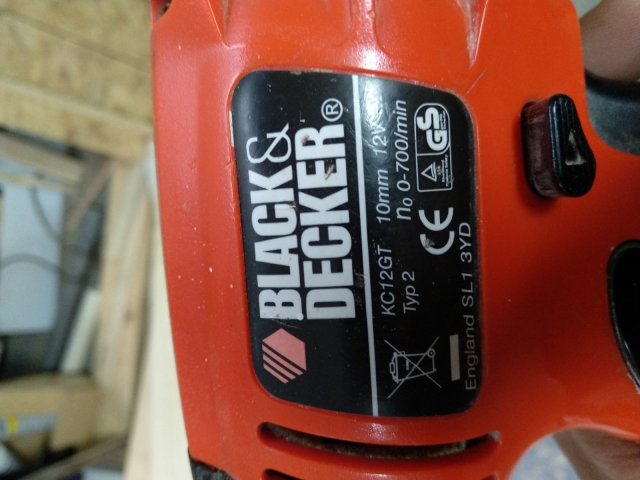 BLACK&
DECKER®
KC12GT 10mm 12V
Typ 2 n₀ 0-700/min
CE GS
England SL1 3YD